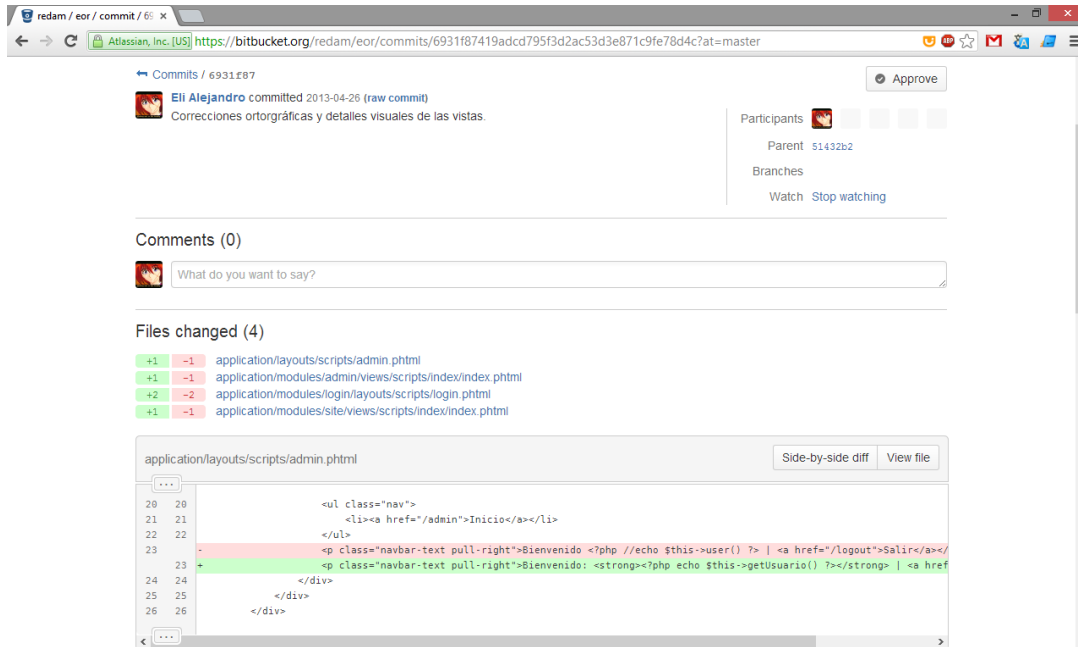 redam / eor / commit / 69
Atlassian, Inc. [US] https://bitbucket.org/redam/eor/commits/6931f87419adcd795f3d2ac53d3e871c9fe78d4c?at=master
ABP
Commits / 6931f87
Approve
Eli Alejandro committed 2013-04-26 (raw commit)
Correcciones ortorgráficas y detalles visuales de las vistas.
Participants
Parent 51432b2
Branches
Watch Stop watching
Comments (0)
What do you want to say?
Files changed (4)
+1 -1 application/layouts/scripts/admin.phtml
+1 -1 application/modules/admin/views/scripts/index/index.phtml
+2 -2 application/modules/login/layouts/scripts/login.phtml
+1 -1 application/modules/site/views/scripts/index/index.phtml
application/layouts/scripts/admin.phtml
Side-by-side diff View file
...
20 20 <ul class="nav">
21 21 <li><a href="/admin">Inicio</a></li>
22 22 </ul>
23 - <p class="navbar-text pull-right">Bienvenido <?php //echo $this->user() ?> | <a href="/logout">Salir</a></
23 + <p class="navbar-text pull-right">Bienvenido: <strong><?php echo $this->getUsuario() ?></strong> | <a href
24 24 </div>
25 25 </div>
26 26 </div>
...